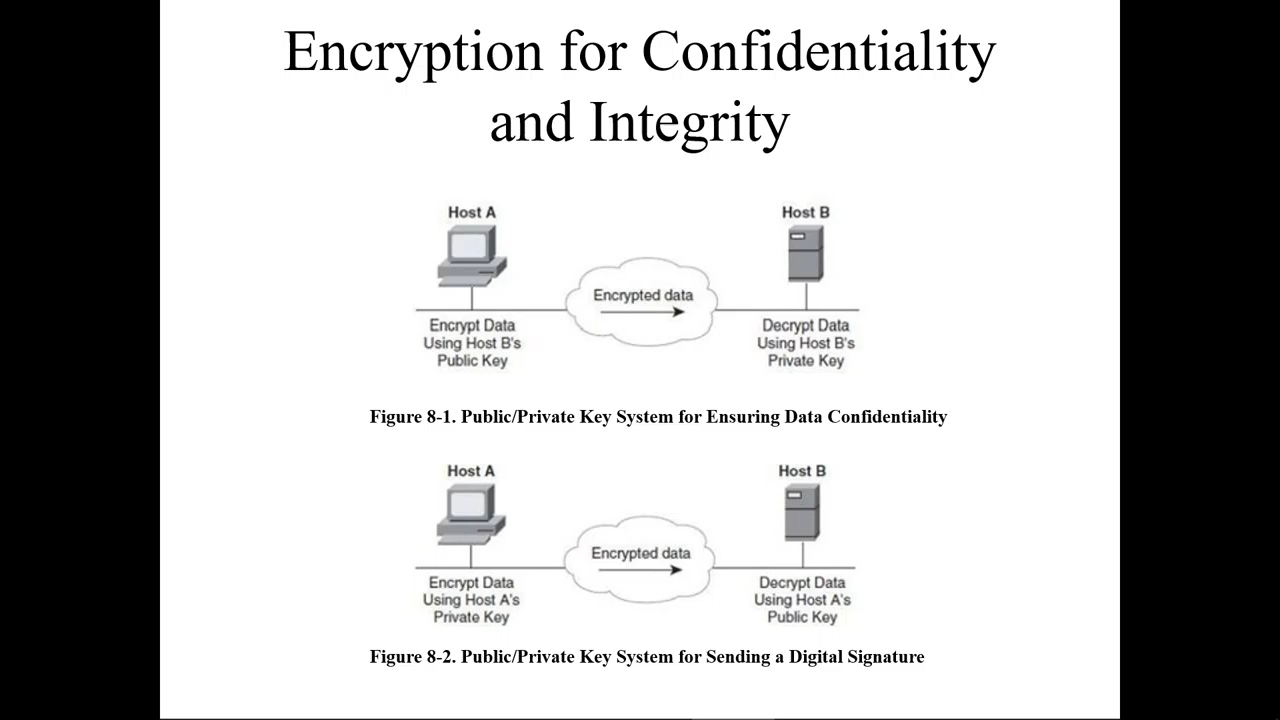 Encryption for Confidentiality
and Integrity
Host A
Host B
Encrypted data
Encrypt Data
Using Host B's
Public Key
Decrypt Data
Using Host B's
Private Key
Figure 8-1. Public/Private Key System for Ensuring Data Confidentiality
Host A
Host B
Encrypted data
Encrypt Data
Using Host A's
Private Key
Decrypt Data
Using Host A's
Public Key
Figure 8-2. Public/Private Key System for Sending a Digital Signature